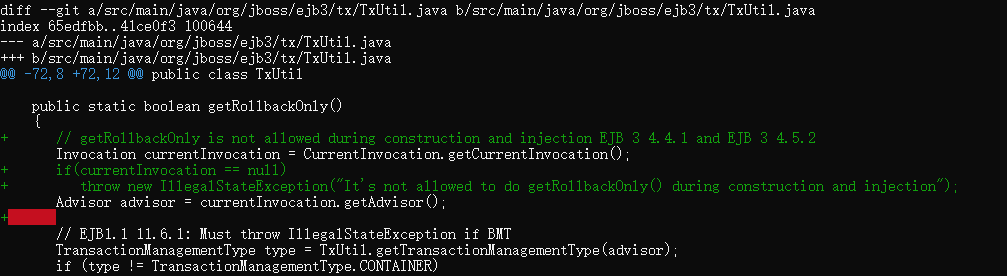 diff --git a/src/main/java/org/jboss/ejb3/tx/TxUtil.java b/src/main/java/org/jboss/ejb3/tx/TxUtil.java
index 65edfbb..41ce0f3 100644
--- a/src/main/java/org/jboss/ejb3/tx/TxUtil.java
+++ b/src/main/java/org/jboss/ejb3/tx/TxUtil.java
@@ -72,8 +72,12 @@ public class TxUtil
    public static boolean getRollbackOnly()
    {
+      // getRollbackOnly is not allowed during construction and injection EJB 3 4.4.1 and EJB 3 4.5.2
      Invocation currentInvocation = CurrentInvocation.getCurrentInvocation();
+      if(currentInvocation == null)
+         throw new IllegalStateException("It's not allowed to do getRollbackOnly() during construction and injection");
      Advisor advisor = currentInvocation.getAdvisor();
+
      // EJB1.1 11.6.1: Must throw IllegalStateException if BMT
      TransactionManagementType type = TxUtil.getTransactionManagementType(advisor);
      if (type != TransactionManagementType.CONTAINER)